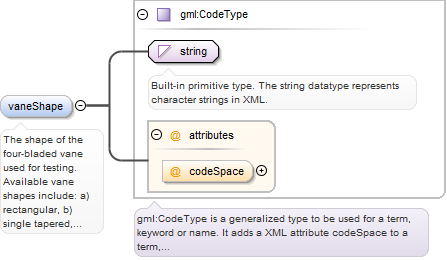 gml:CodeType
string
Built-in primitive type. The string datatype represents
character strings in XML.
vaneShape
The shape of the
four-bladed vane
used for testing.
Available vane
shapes include: a)
rectangular, b)
single tapered,...
@ attributes
@ codeSpace
gml:CodeType is a generalized type to be used for a term,
keyword or name. It adds a XML attribute codeSpace to a
term,...